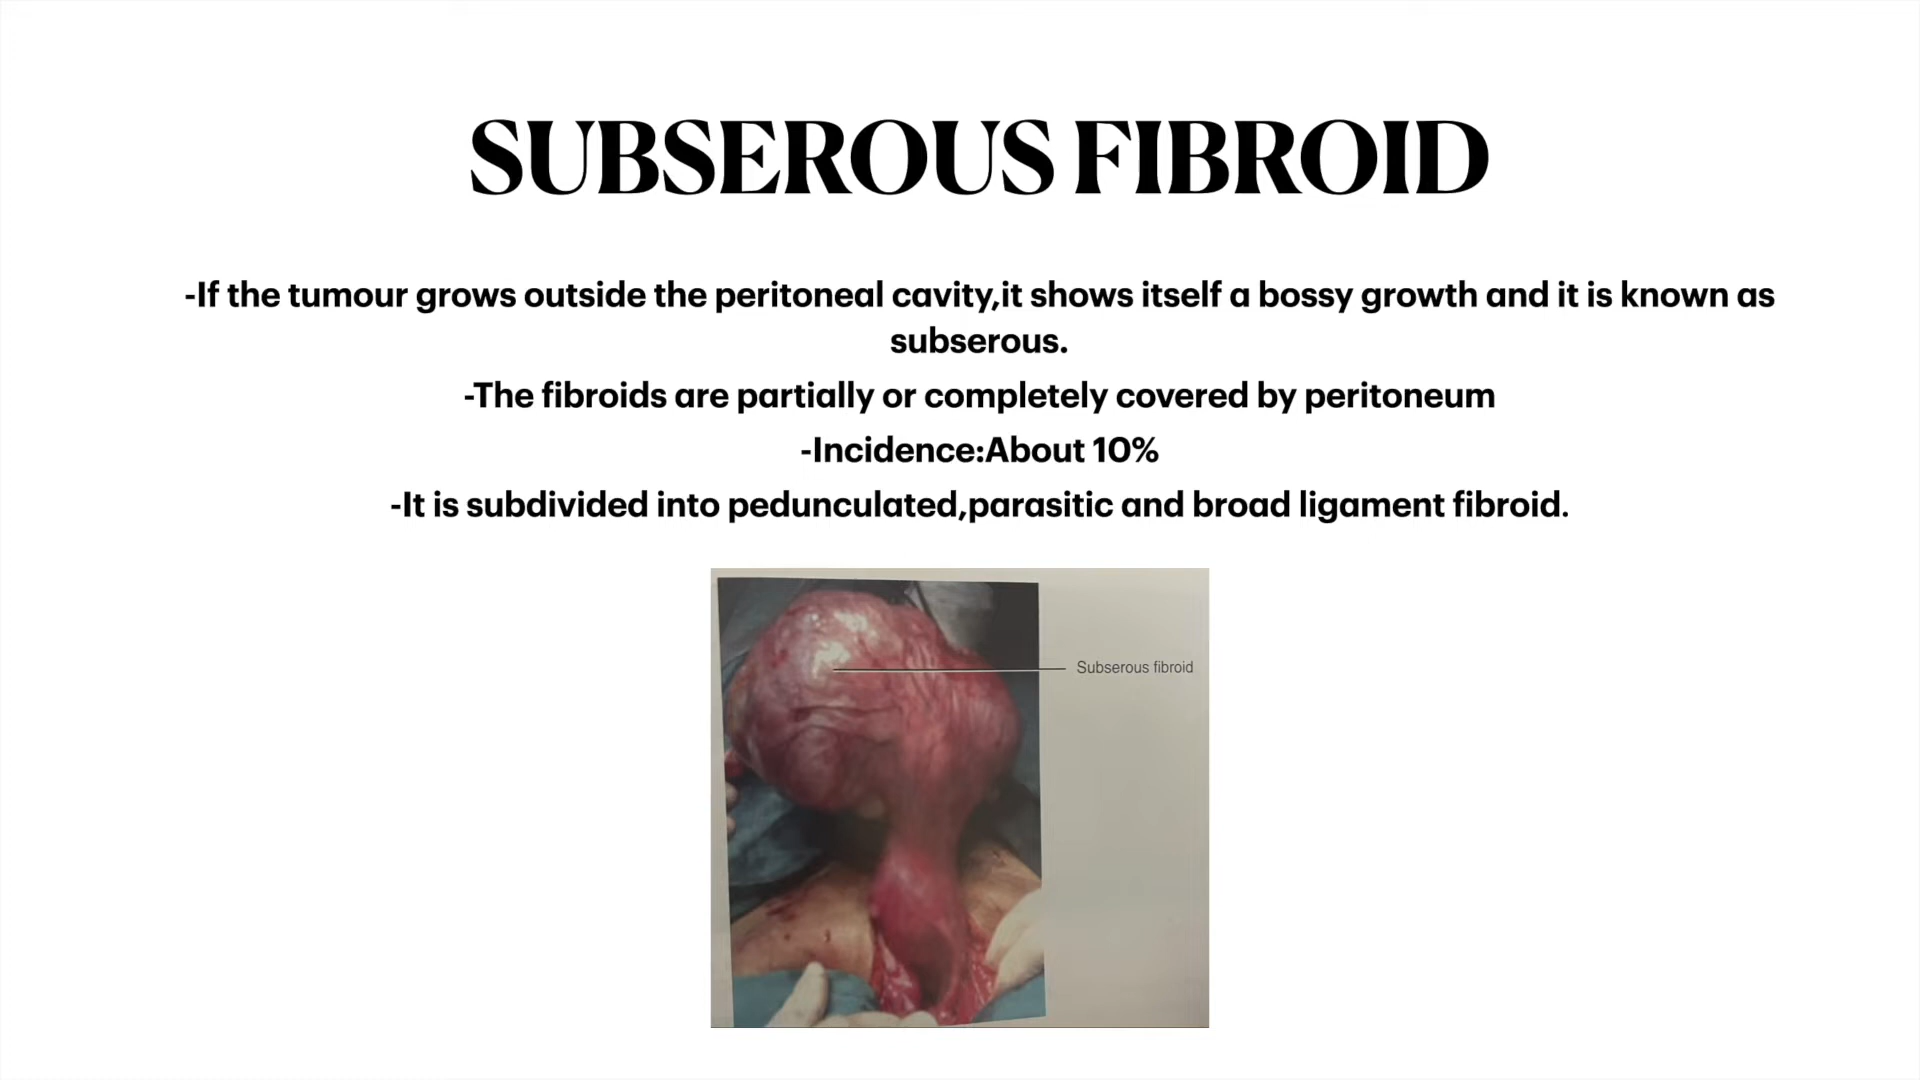 SUBSEROUS FIBROID
-If the tumour grows outside the peritoneal cavity,it shows itself a bossy growth and it is known as
subserous.
-The fibroids are partially or completely covered by peritoneum
-Incidence:About 10%
-It is subdivided into pedunculated,parasitic and broad ligament fibroid.
Subserous fibroid